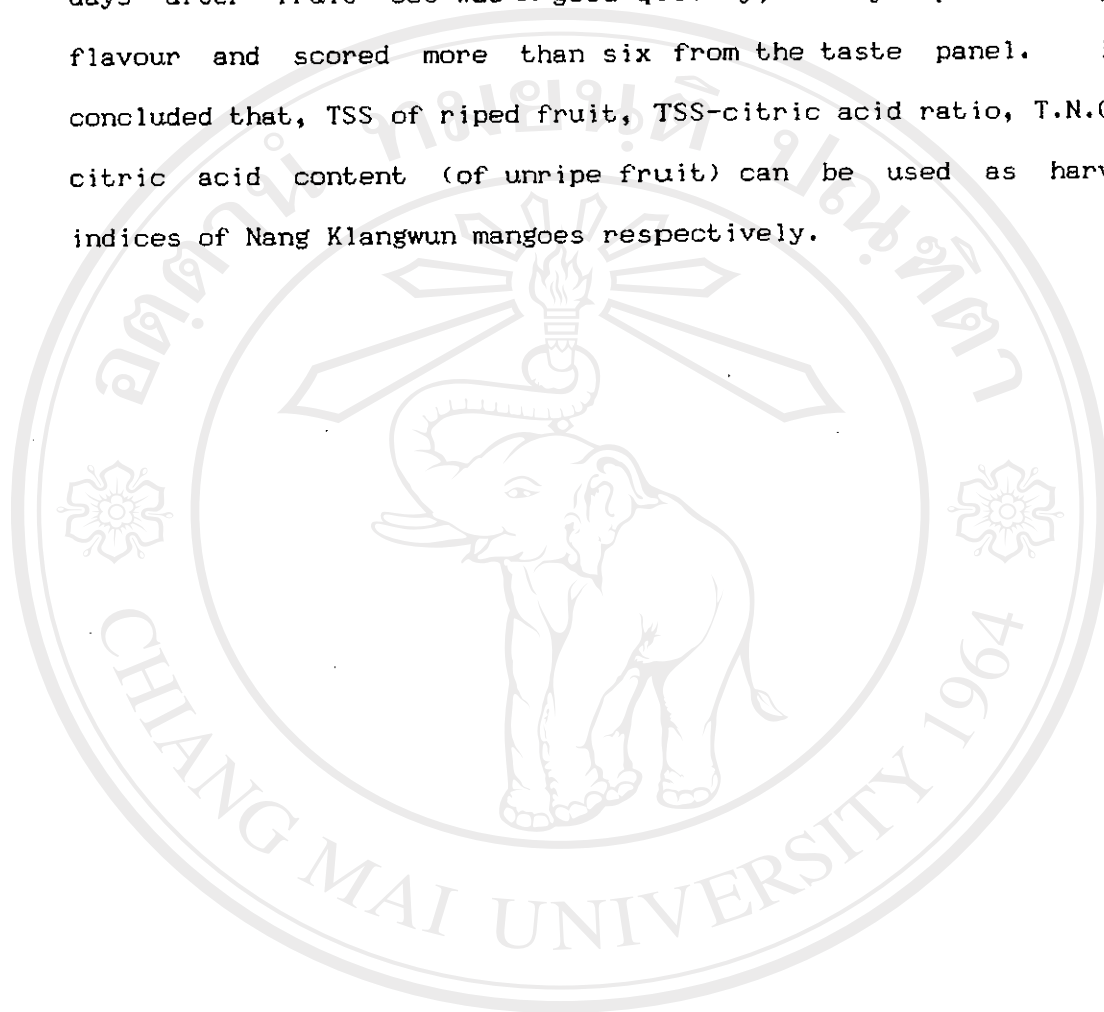 flavour and scored more than six from the taste panel.
concluded that, TSS of riped fruit, TSS-citric acid ratio,
citric acid content (of unripe fruit) can be used as
indices of Nang Klangwun mangoes respectively.
CHIANG MAI UNIVERSITY 1964